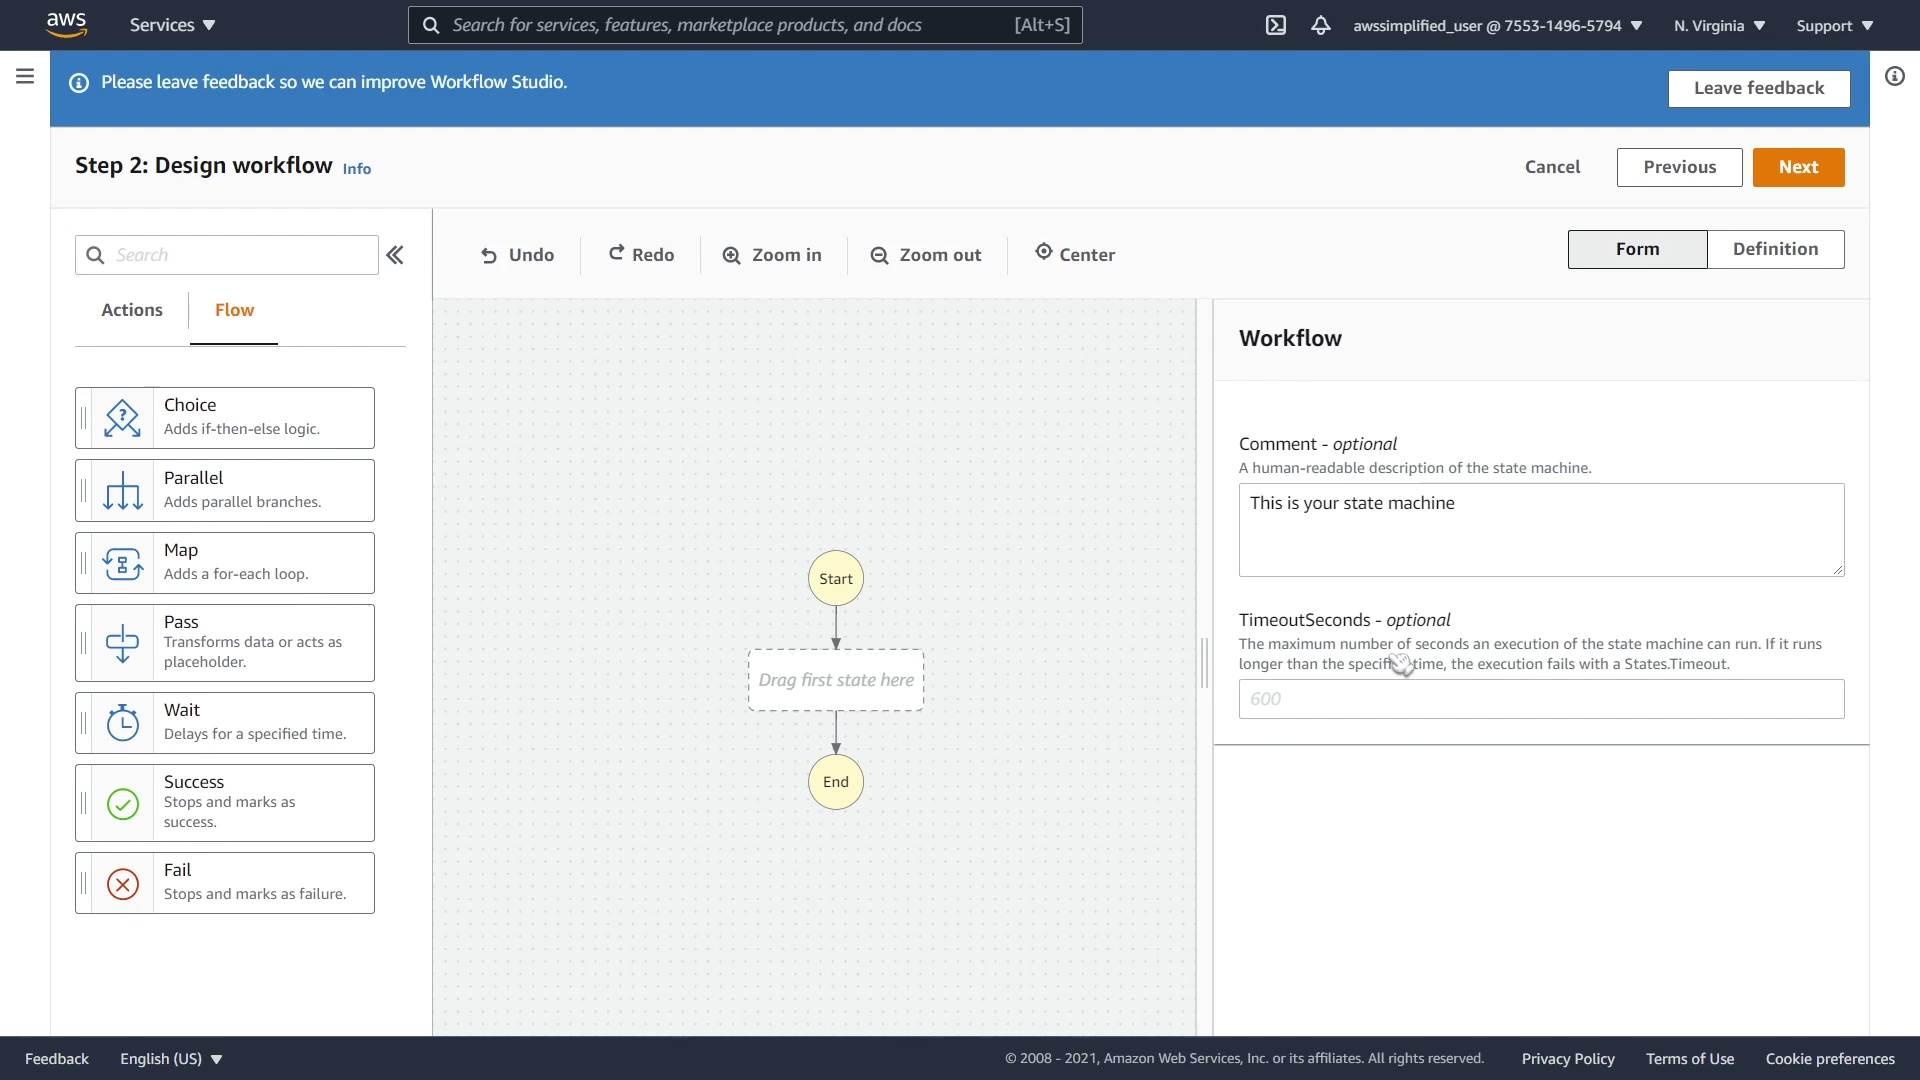 aws
Services
Search for services, features, marketplace products, and docs
[Alt+S]
awssimplified_user @ 7553-1496-5794
N. Virginia
Support
Please leave feedback so we can improve Workflow Studio.
Leave feedback
Step 2: Design workflow
Info
Cancel
Previous
Next
Search
Undo
Redo
Zoom in
Zoom out
Center
Form
Definition
Actions
Flow
Choice
Adds if-then-else logic.
Parallel
Adds parallel branches.
Map
Adds a for-each loop.
Pass
Transforms data or acts as
placeholder.
Wait
Delays for a specified time.
Success
Stops and marks as
success.
Fail
Stops and marks as failure.
Start
Drag first state here
End
Workflow
Comment - optional
A human-readable description of the state machine.
This is your state machine
TimeoutSeconds - optional
The maximum number of seconds an execution of the state machine can run. If it runs
longer than the specified time, the execution fails with a States.Timeout.
600
Feedback
English (US)
© 2008 - 2021, Amazon Web Services, Inc. or its affiliates. All rights reserved.
Privacy Policy
Terms of Use
Cookie preferences